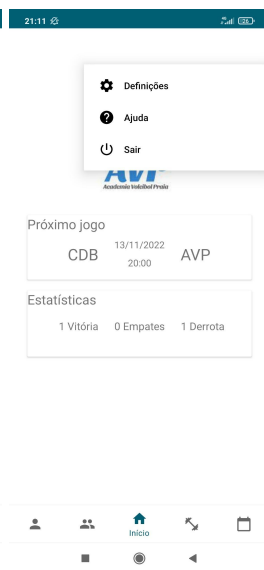 21:11
Definições
Ajuda
Sair
AVP
Academia Voleibol Praia
Próximo jogo
CDB 13/11/2022 20:00 AVP
Estatísticas
1 Vitória 0 Empates 1 Derrota
Início